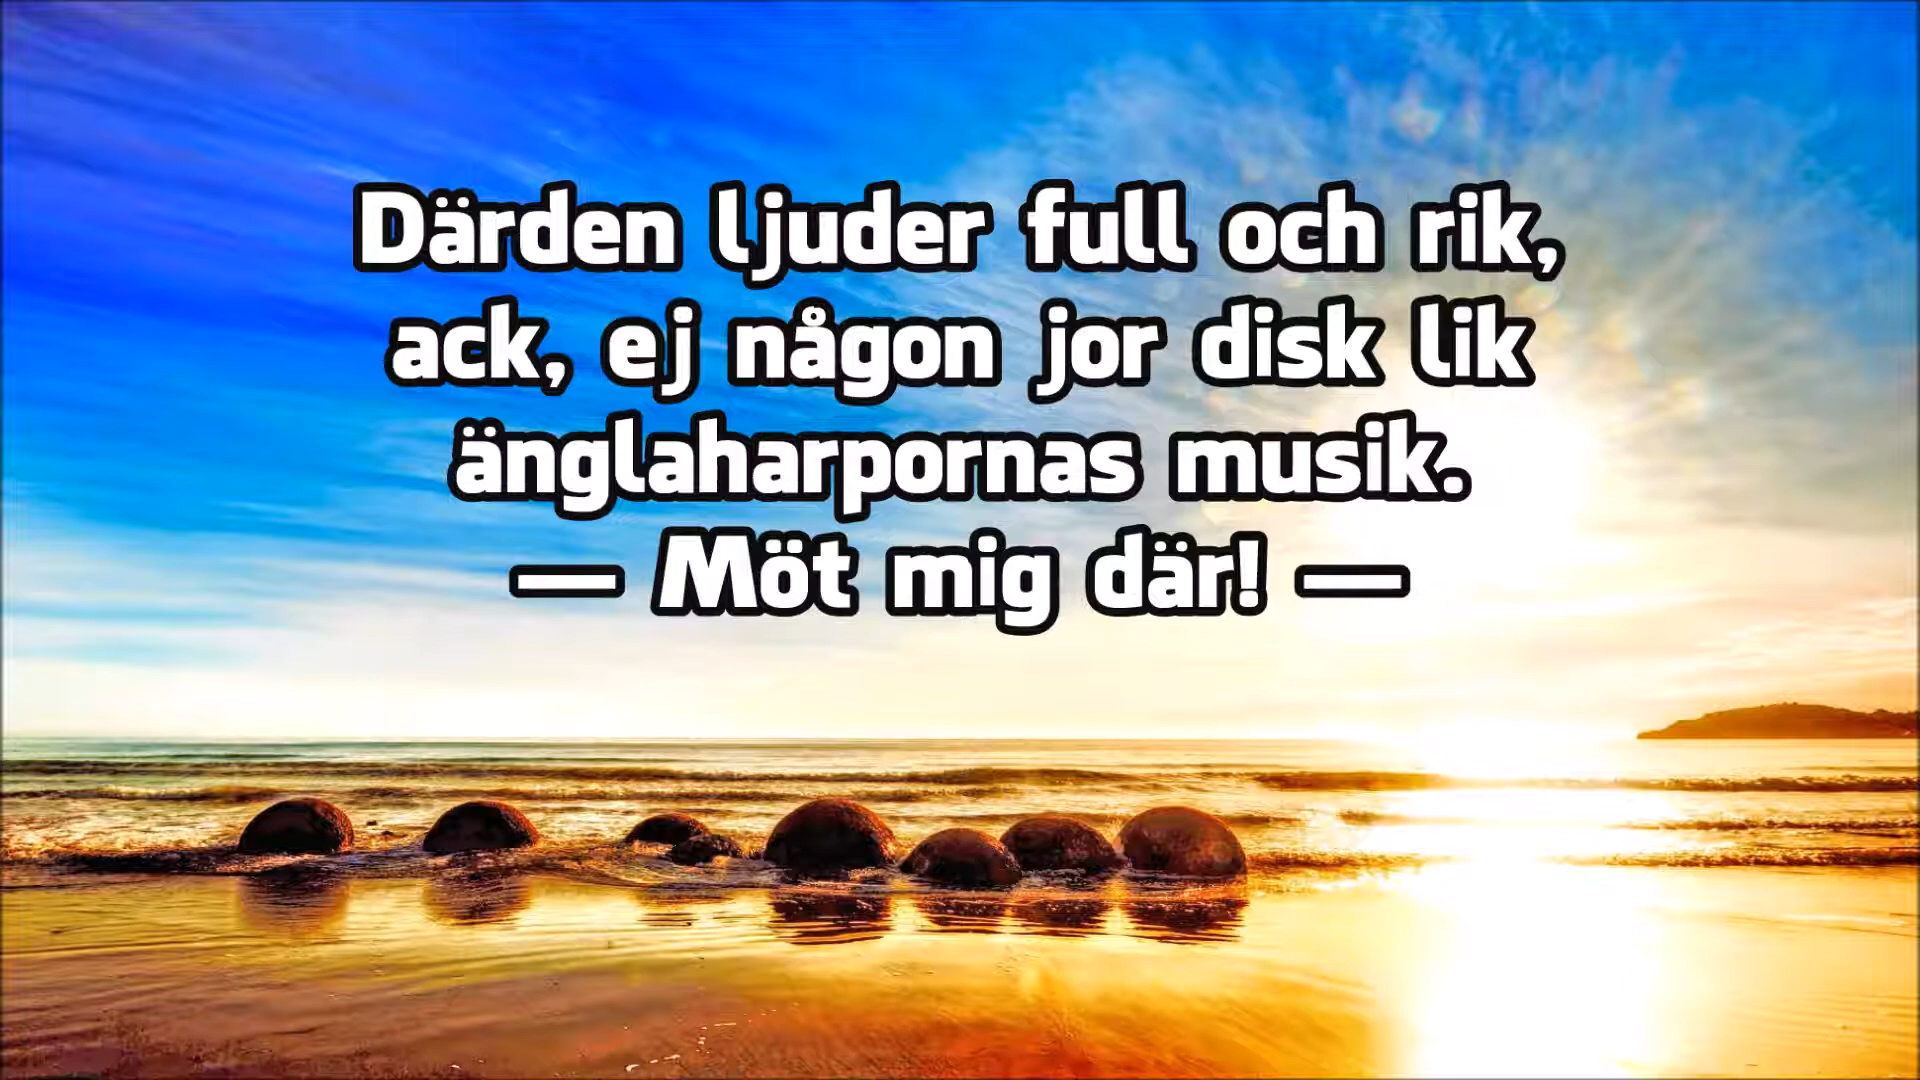 Därden ljuder full och rik,
ack, ej någon jor disk lik
änglaharpornas musik.
— Möt mig där! —